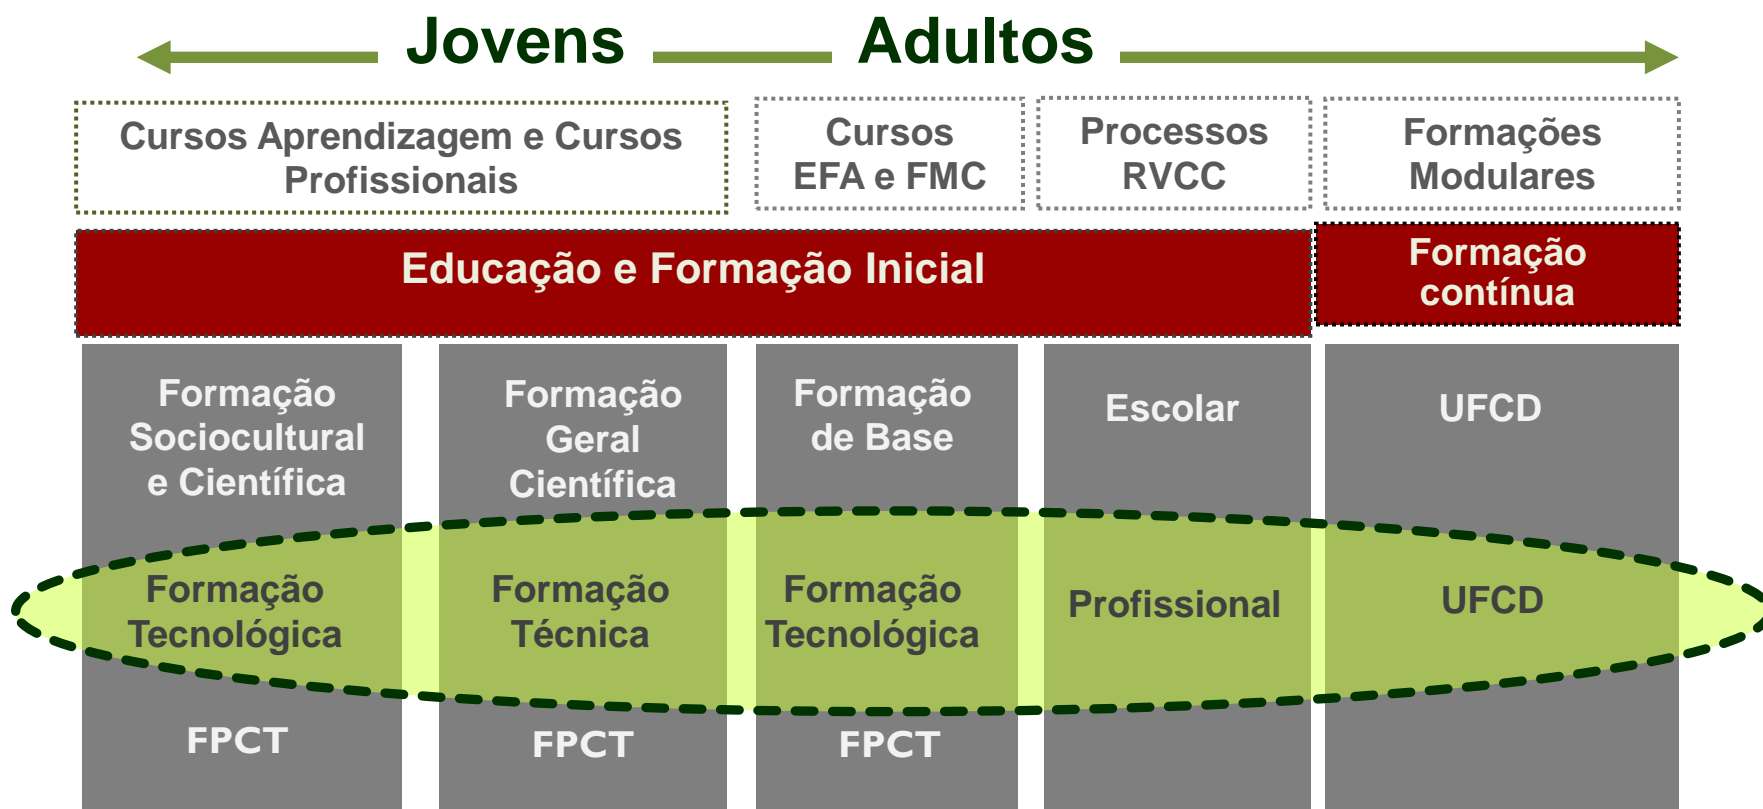 Jovens
Adultos
Cursos Aprendizagem e Cursos
Profissionais
Cursos
EFA e FMC
Processos
RVCC
Formações
Modulares
Educação e Formação Inicial
Formação
contínua
Formação
Sociocultural
e Científica
Formação
Geral
Científica
Formação
de Base
Escolar
UFCD
Formação
Tecnológica
Formação
Técnica
Formação
Tecnológica
Profissional
UFCD
FPCT
FPCT
FPCT